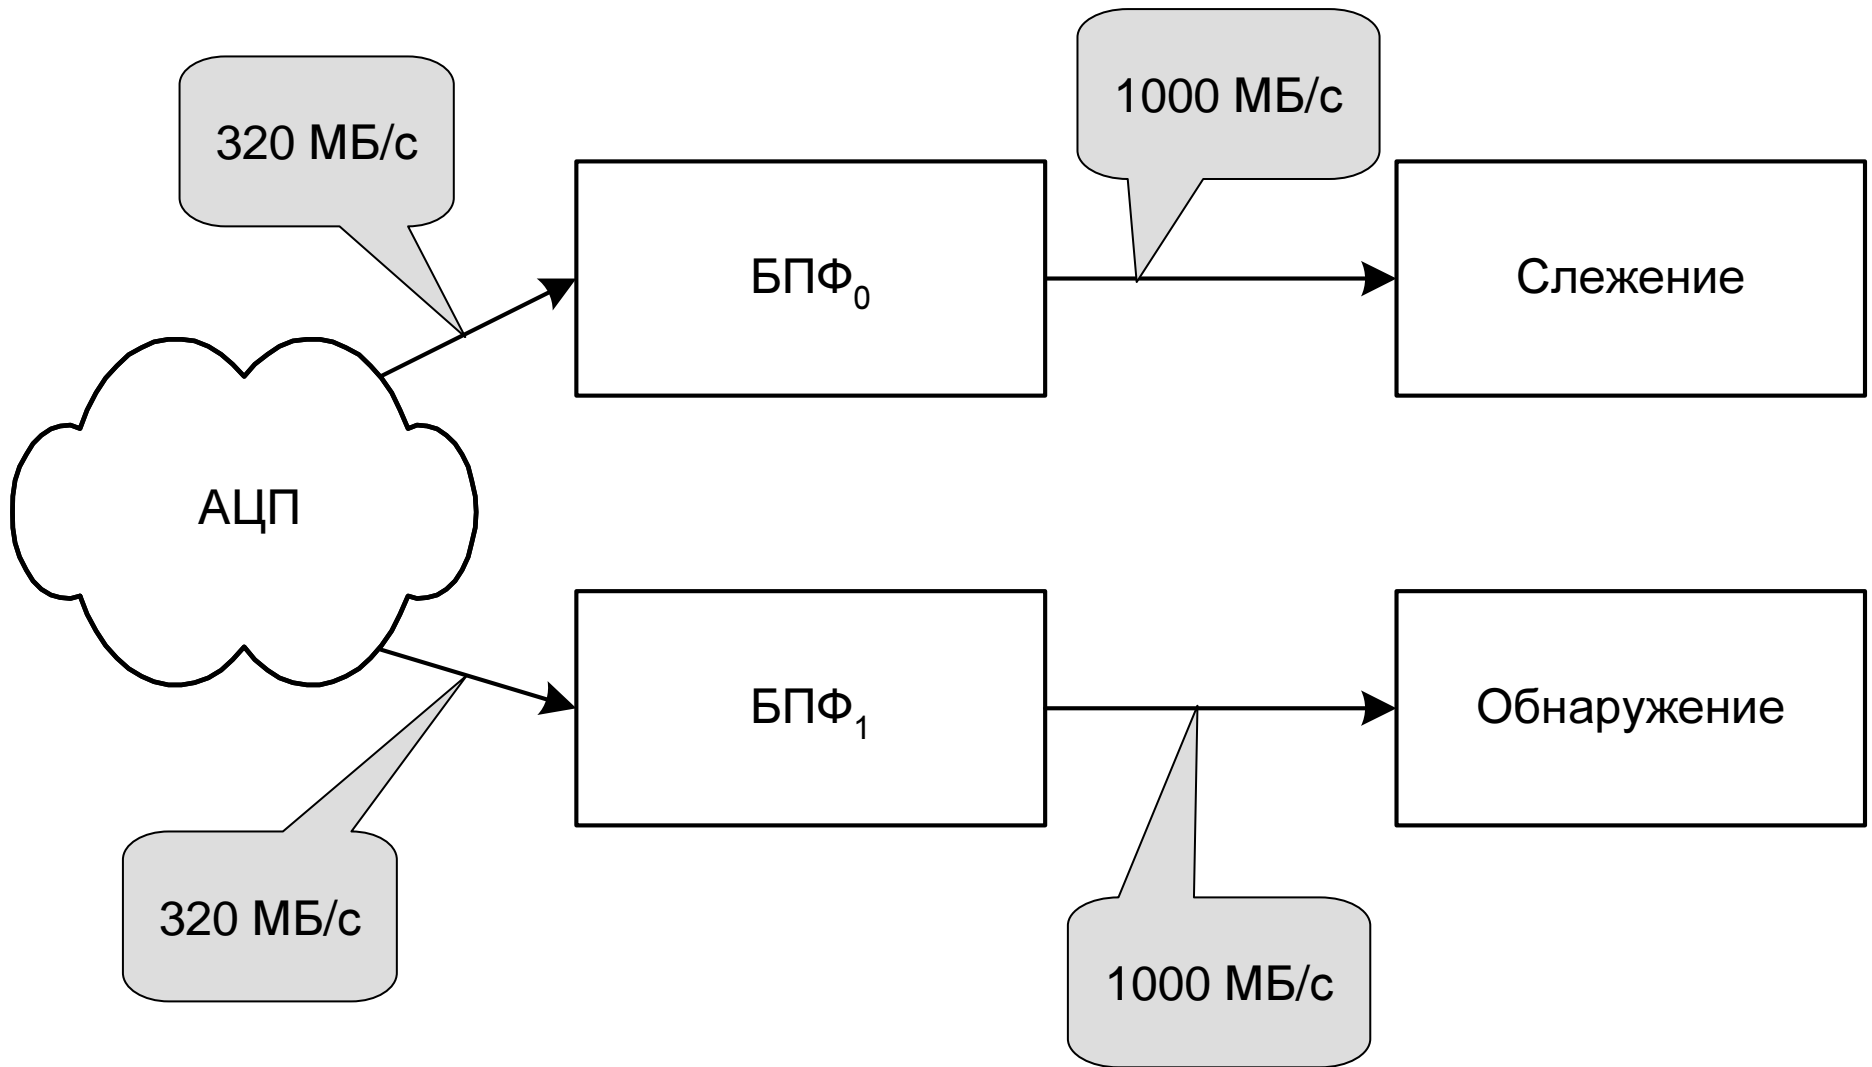 1000 МБ/с
320 МБ/с
БПФ₀
Слежение
АЦП
БПФ₁
Обнаружение
320 МБ/с
1000 МБ/с